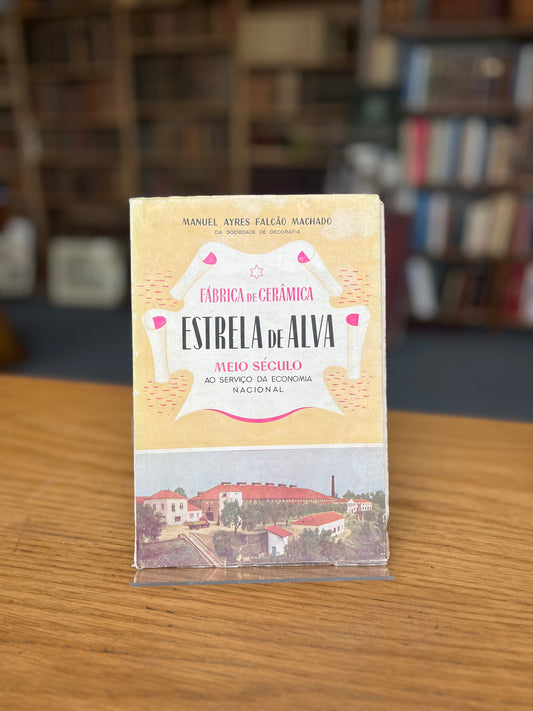 MANUEL AYRES FALCÃO MACHADO
DA SOCIEDADE DE GEOGRAFIA
FÁBRICA DE CERÂMICA
ESTRELA DE ALVA
MEIO SÉCULO
AO SERVIÇO DA ECONOMIA
NACIONAL